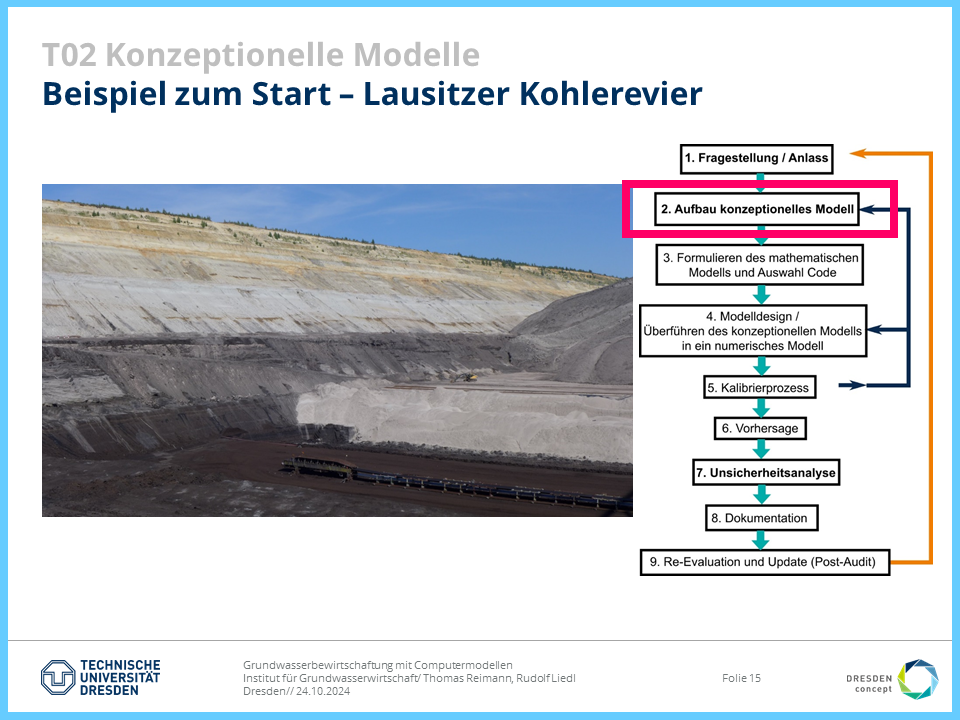 T02 Konzeptionelle Modelle
Beispiel zum Start – Lausitzer Kohlerevier
1. Fragestellung / Anlass
2. Aufbau konzeptionelles Modell
3. Formulieren des mathematischen
Modells und Auswahl Code
4. Modelldesign /
Überführen des konzeptionellen Modells
in ein numerisches Modell
5. Kalibrierprozess
6. Vorhersage
7. Unsicherheitsanalyse
8. Dokumentation
9. Re-Evaluation und Update (Post-Audit)
TECHNISCHE
UNIVERSITÄT
DRESDEN
Grundwasserbewirtschaftung mit Computermodellen
Institut für Grundwasserwirtschaft/ Thomas Reimann, Rudolf Liedl
Dresden// 24.10.2024
Folie 15
DRESDEN
concept